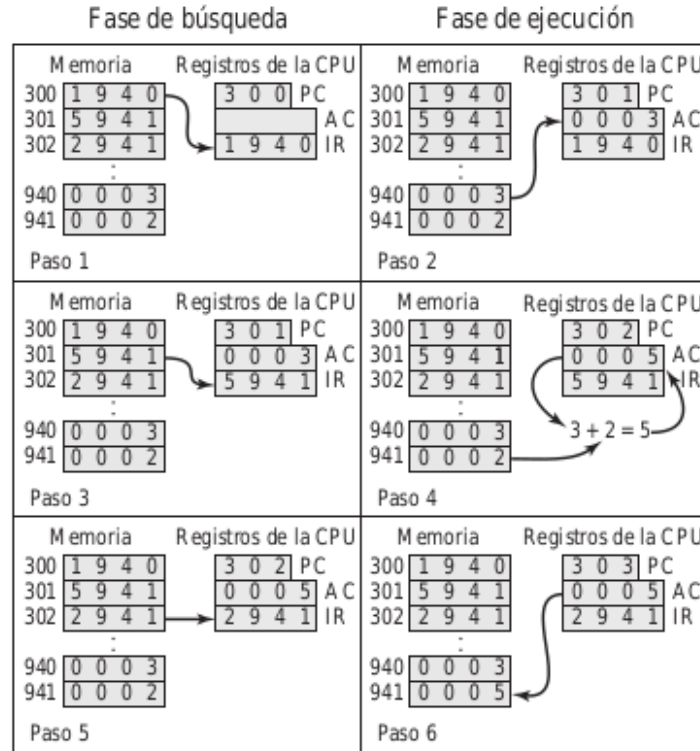 Fase de búsqueda
Fase de ejecución
Memoria Registros de la CPU
300 1 9 4 0 3 0 0 PC
301 5 9 4 1 AC
302 2 9 4 1 1 9 4 0 IR
:
940 0 0 0 3
941 0 0 0 2
Paso 1
Memoria Registros de la CPU
300 1 9 4 0 3 0 1 PC
301 5 9 4 1 0 0 0 3 AC
302 2 9 4 1 1 9 4 0 IR
:
940 0 0 0 3
941 0 0 0 2
Paso 2
Memoria Registros de la CPU
300 1 9 4 0 3 0 1 PC
301 5 9 4 1 0 0 0 3 AC
302 2 9 4 1 5 9 4 1 IR
:
940 0 0 0 3
941 0 0 0 2
Paso 3
Memoria Registros de la CPU
300 1 9 4 0 3 0 2 PC
301 5 9 4 1 0 0 0 5 AC
302 2 9 4 1 5 9 4 1 IR
:
940 0 0 0 3 3 + 2 = 5
941 0 0 0 2
Paso 4
Memoria Registros de la CPU
300 1 9 4 0 3 0 2 PC
301 5 9 4 1 0 0 0 5 AC
302 2 9 4 1 2 9 4 1 IR
:
940 0 0 0 3
941 0 0 0 2
Paso 5
Memoria Registros de la CPU
300 1 9 4 0 3 0 3 PC
301 5 9 4 1 0 0 0 5 AC
302 2 9 4 1 2 9 4 1 IR
:
940 0 0 0 3
941 0 0 0 5
Paso 6